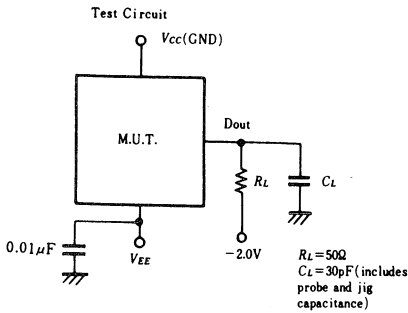 Test Circuit
Vcc(GND)
M.U.T.
Dout
RL
CL
0.01μF
VEE
−2.0V
RL=50Ω
CL=30pF(includes
probe and jig
capacitance)